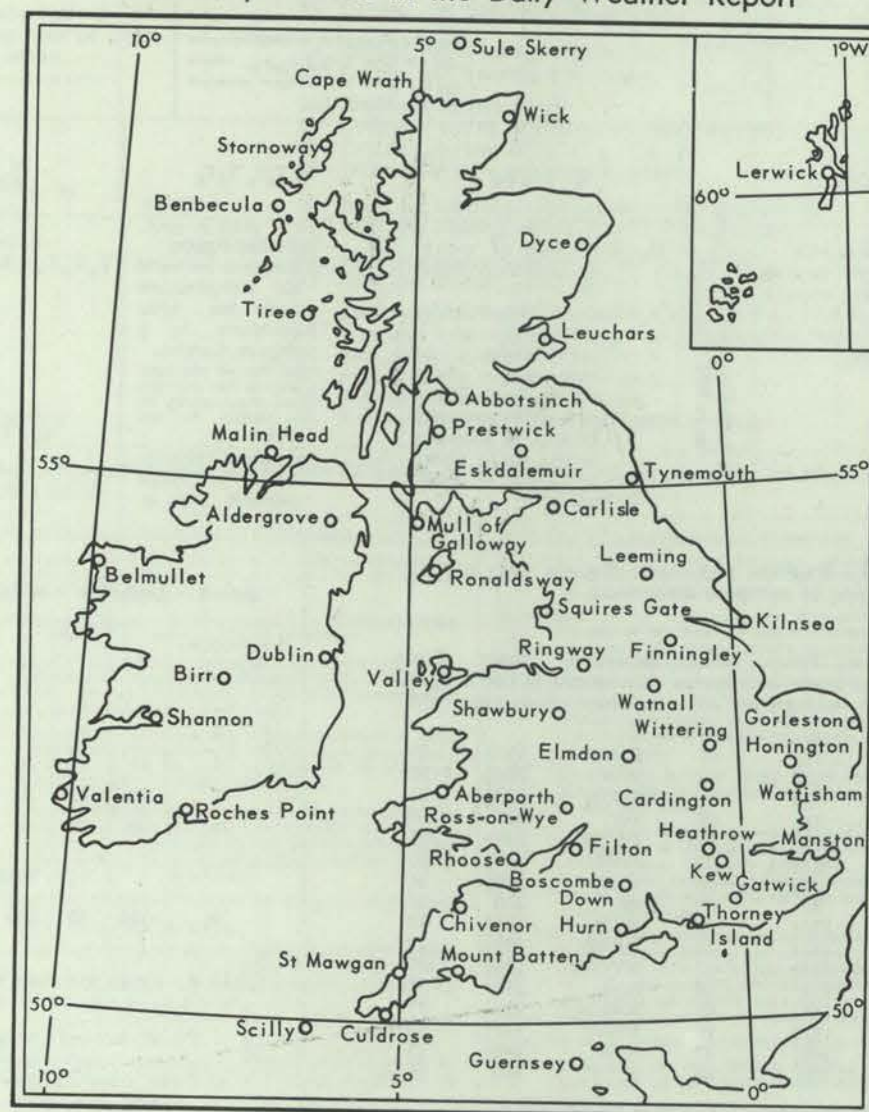 in the Daily Weather Report
10°
5°
Sule Skerry
1°W
Cape Wrath
Wick
Stornoway
Lerwick
60°
Benbecula
Dyce
Tiree
Leuchars
0°
Abbotsinch
Prestwick
Malin Head
Eskdalemuir
Tynemouth
55°
55°
Aldergrove
Mull of
Galloway
Carlisle
Leeming
Belmullet
Ronaldsway
Squires Gate
Kilnsea
Dublin
Ringway
Finningley
Birr
Valley
Watnall
Shannon
Shawbury
Wittering
Gorleston
Elmdon
Honington
Valentia
Aberporth
Cardington
Wattisham
Roches Point
Ross-on-Wye
Heathrow
Manston
Rhoose
Filton
Kew
Boscombe
Down
Gatwick
Chivenor
Hurn
Thorney
Island
St Mawgan
Mount Batten
50°
50°
Scilly
Culdrose
Guernsey
10°
5°
0°